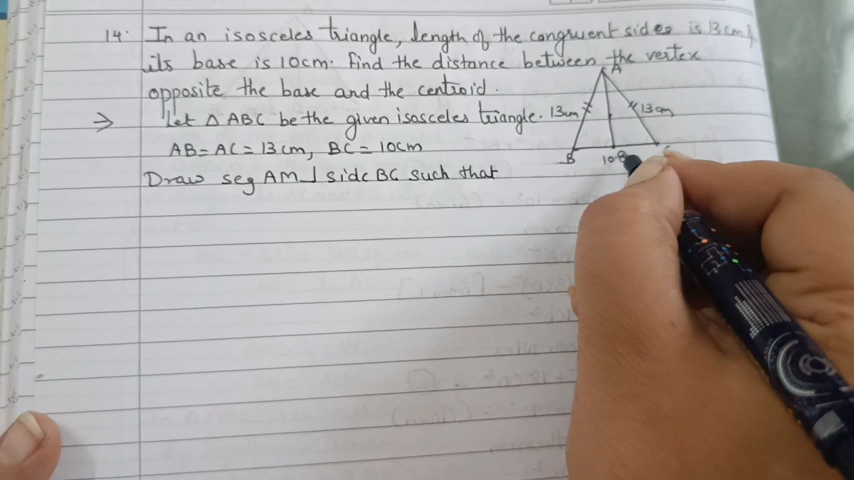 14. In an isosceles triangle, length of the congruent sides is 13cm &
its base is 10cm. Find the distance between the vertex
opposite the base and the centroid.
⇒ Let △ ABC be the given isosceles triangle.
AB = AC = 13cm, BC = 10cm
Draw seg AM ⊥ side BC such that
A
13cm
13cm
B
10